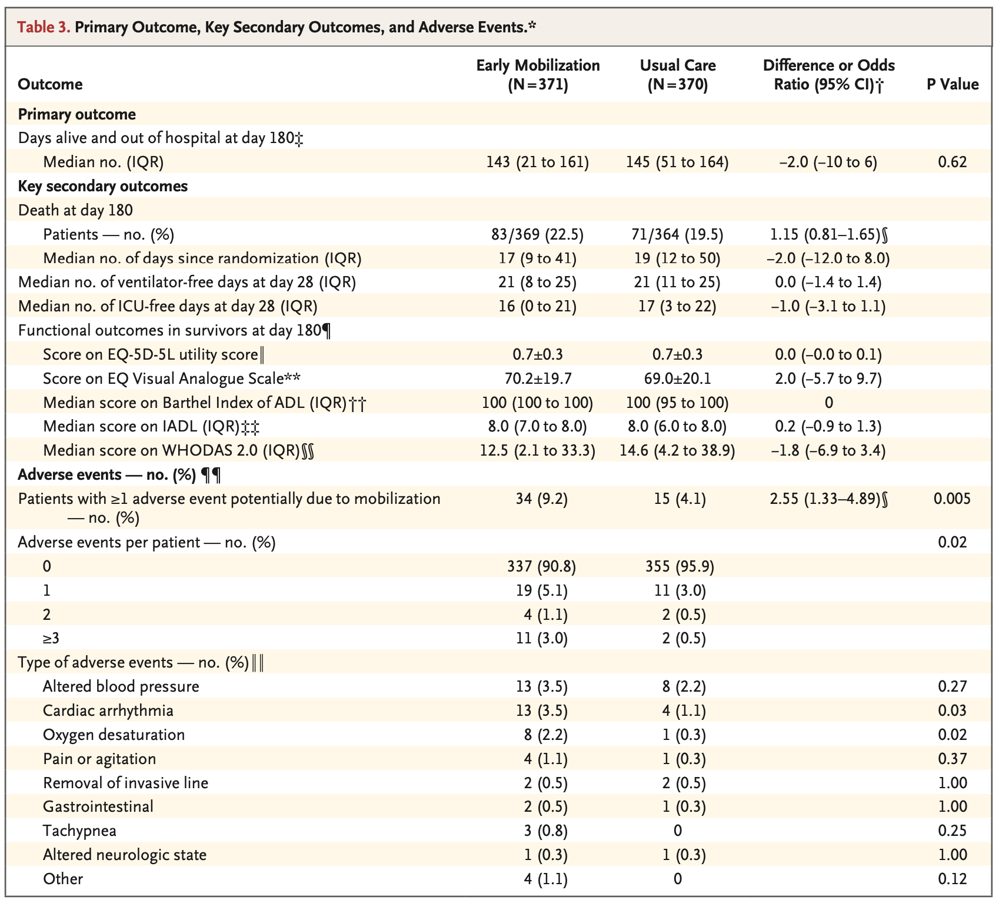 Table 3. Primary Outcome, Key Secondary Outcomes, and Adverse Events.*
Outcome Early Mobilization (N=371) Usual Care (N=370) Difference or Odds Ratio (95% CI)† P Value
Primary outcome
Days alive and out of hospital at day 180‡
Median no. (IQR) 143 (21 to 161) 145 (51 to 164) –2.0 (–10 to 6) 0.62
Key secondary outcomes
Death at day 180
Patients — no. (%) 83/369 (22.5) 71/364 (19.5) 1.15 (0.81–1.65)§
Median no. of days since randomization (IQR) 17 (9 to 41) 19 (12 to 50) –2.0 (–12.0 to 8.0)
Median no. of ventilator-free days at day 28 (IQR) 21 (8 to 25) 21 (11 to 25) 0.0 (–1.4 to 1.4)
Median no. of ICU-free days at day 28 (IQR) 16 (0 to 21) 17 (3 to 22) –1.0 (–3.1 to 1.1)
Functional outcomes in survivors at day 180¶
Score on EQ-5D-5L utility score‖ 0.7±0.3 0.7±0.3 0.0 (–0.0 to 0.1)
Score on EQ Visual Analogue Scale** 70.2±19.7 69.0±20.1 2.0 (–5.7 to 9.7)
Median score on Barthel Index of ADL (IQR)†† 100 (100 to 100) 100 (95 to 100) 0
Median score on IADL (IQR)‡‡ 8.0 (7.0 to 8.0) 8.0 (6.0 to 8.0) 0.2 (–0.9 to 1.3)
Median score on WHODAS 2.0 (IQR)§§ 12.5 (2.1 to 33.3) 14.6 (4.2 to 38.9) –1.8 (–6.9 to 3.4)
Adverse events — no. (%) ¶¶
Patients with ≥1 adverse event potentially due to mobilization 34 (9.2) 15 (4.1) 2.55 (1.33–4.89)§ 0.005
— no. (%)
Adverse events per patient — no. (%) 0.02
0 337 (90.8) 355 (95.9)
1 19 (5.1) 11 (3.0)
2 4 (1.1) 2 (0.5)
≥3 11 (3.0) 2 (0.5)
Type of adverse events — no. (%)‖‖
Altered blood pressure 13 (3.5) 8 (2.2) 0.27
Cardiac arrhythmia 13 (3.5) 4 (1.1) 0.03
Oxygen desaturation 8 (2.2) 1 (0.3) 0.02
Pain or agitation 4 (1.1) 1 (0.3) 0.37
Removal of invasive line 2 (0.5) 2 (0.5) 1.00
Gastrointestinal 2 (0.5) 1 (0.3) 1.00
Tachypnea 3 (0.8) 0 0.25
Altered neurologic state 1 (0.3) 1 (0.3) 1.00
Other 4 (1.1) 0 0.12